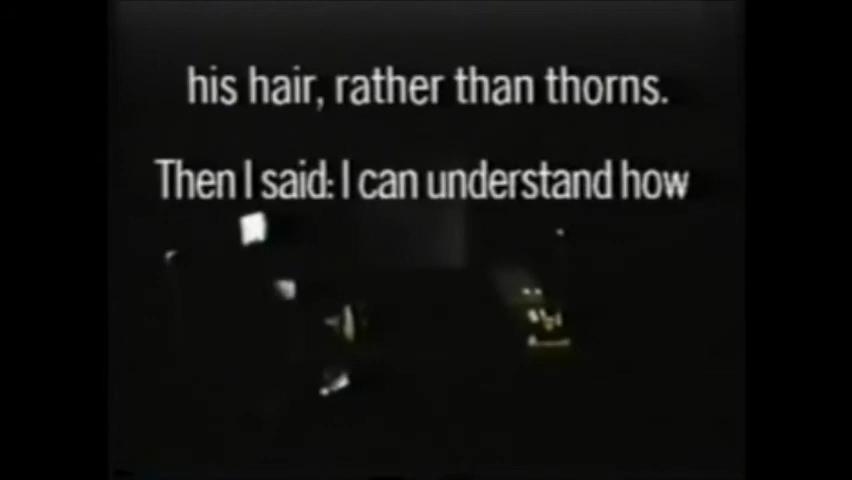 his hair, rather than thorns.
Then I said: I can understand how